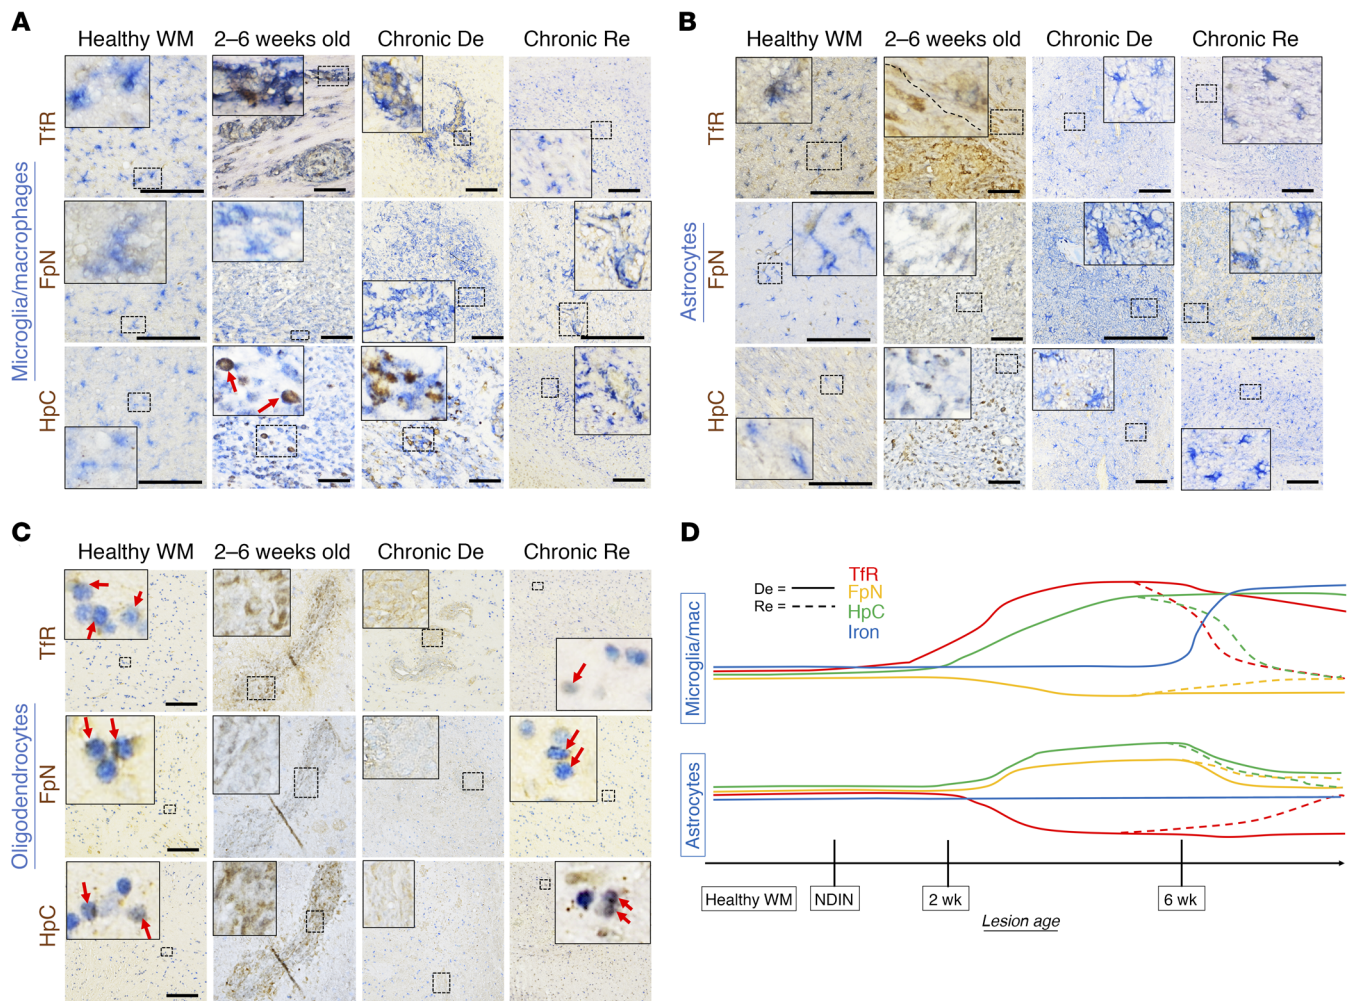 A
Healthy WM 2–6 weeks old Chronic De Chronic Re
Microglia/macrophages
TfR
FpN
HpC
B
Healthy WM 2–6 weeks old Chronic De Chronic Re
Astrocytes
TfR
FpN
HpC
C
Healthy WM 2–6 weeks old Chronic De Chronic Re
Oligodendrocytes
TfR
FpN
HpC
D
De =
Re =
TfR
FpN
HpC
Iron
Microglia/mac
Astrocytes
Healthy WM NDIN 2 wk 6 wk
Lesion age